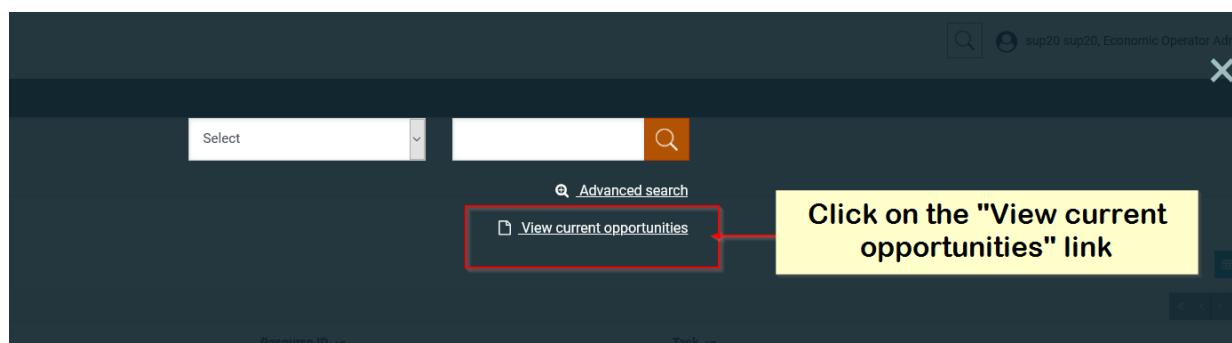 sup20 sup20, Economic Operator Adm
Select
Advanced search
View current opportunities
Click on the "View current
opportunities" link
Resource ID
Task